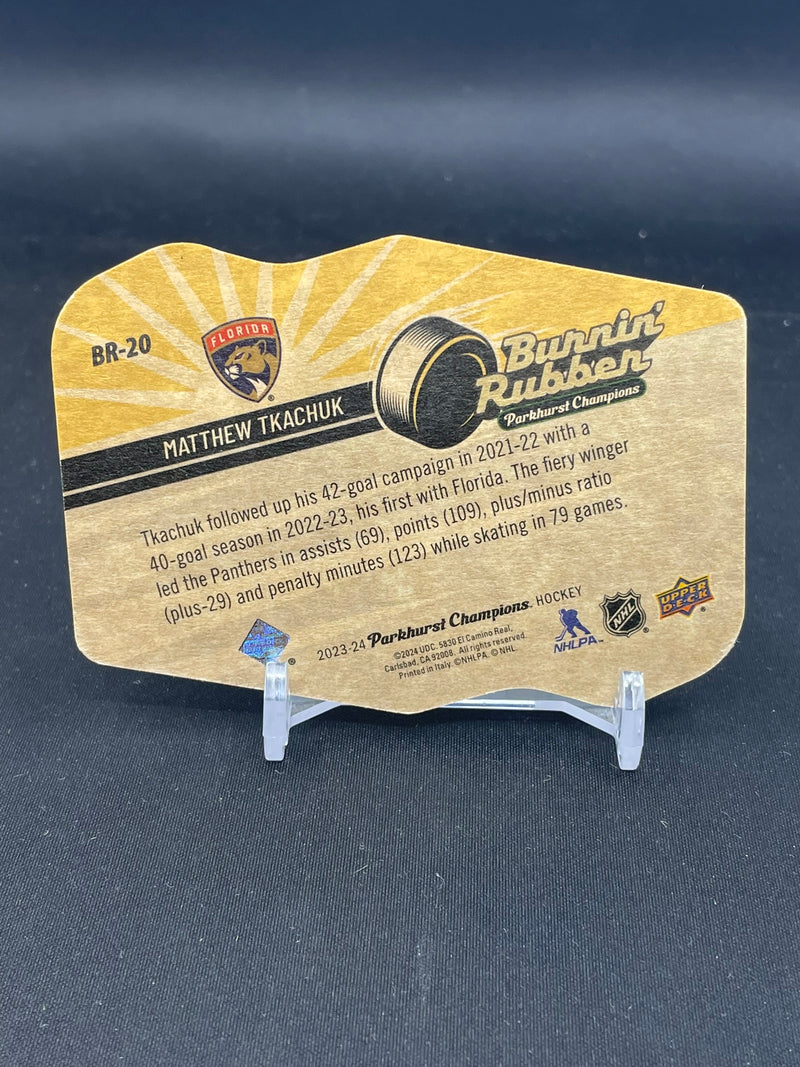 BR-20
FLORIDA
MATTHEW TKACHUK
Burnin'
Rubber
Parkhurst Champions
Tkachuk followed up his 42-goal campaign in 2021-22 with a
40-goal season in 2022-23, his first with Florida. The fiery winger
led the Panthers in assists (69), points (109), plus/minus ratio
(plus-29) and penalty minutes (123) while skating in 79 games.
2023-24 Parkhurst Champions. HOCKEY
©2024 UDC. 5830 El Camino Real,
Carlsbad, CA 92008. All rights reserved.
Printed in Italy. ©NHLPA. ©NHL.
NHLPA™
NHL
UPPER
DECK